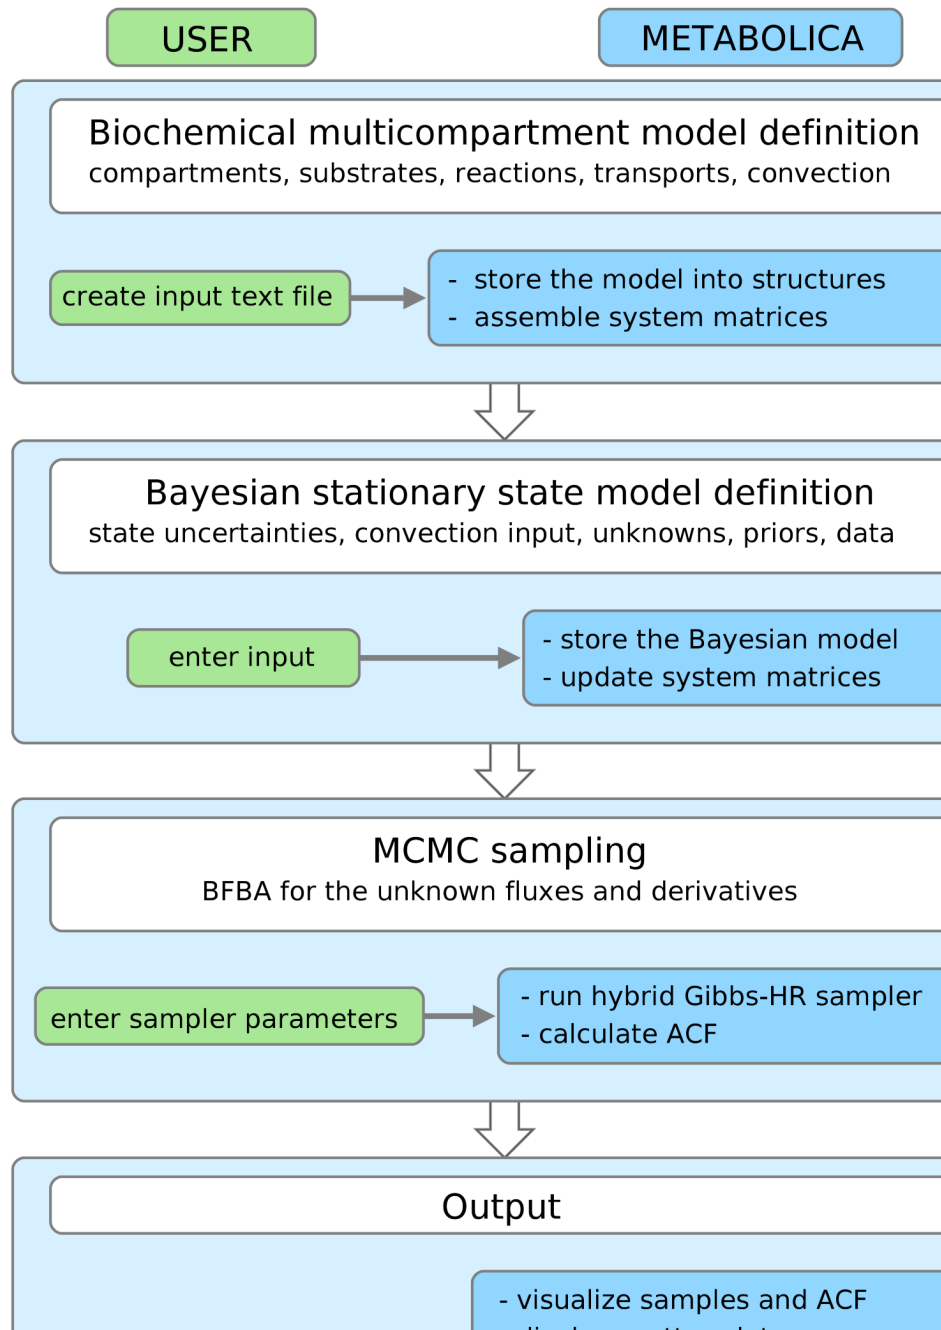 USER
METABOLICA
Biochemical multicompartment model definition
compartments, substrates, reactions, transports, convection
create input text file
- store the model into structures
- assemble system matrices
Bayesian stationary state model definition
state uncertainties, convection input, unknowns, priors, data
enter input
- store the Bayesian model
- update system matrices
MCMC sampling
BFBA for the unknown fluxes and derivatives
enter sampler parameters
- run hybrid Gibbs-HR sampler
- calculate ACF
Output
- visualize samples and ACF